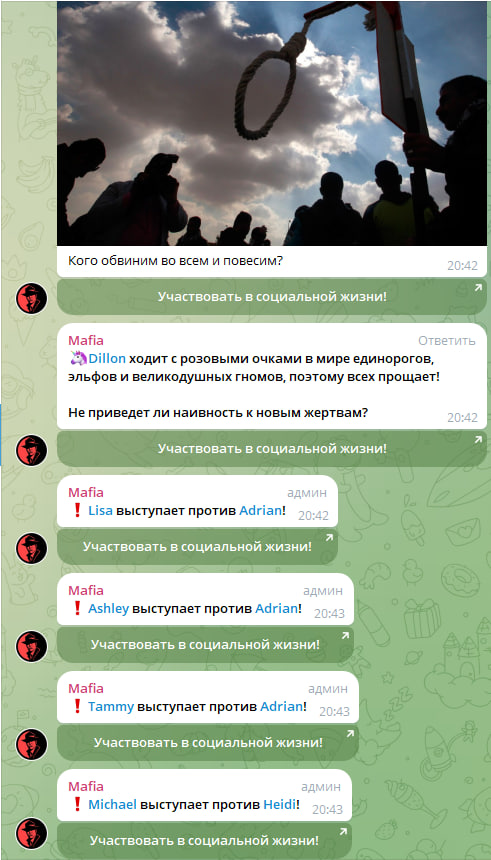 Кого обвиним во всем и повесим?
20:42
Участвовать в социальной жизни!
Mafia Ответить
🦄Dillon ходит с розовыми очками в мире единорогов,
эльфов и великодушных гномов, поэтому всех прощает!
Не приведет ли наивность к новым жертвам?
20:42
Участвовать в социальной жизни!
Mafia админ
❗Lisa выступает против Adrian! 20:42
Участвовать в социальной жизни!
Mafia админ
❗Ashley выступает против Adrian! 20:43
Участвовать в социальной жизни!
Mafia админ
❗Tammy выступает против Adrian! 20:43
Участвовать в социальной жизни!
Mafia админ
❗Michael выступает против Heidi! 20:43
Участвовать в социальной жизни!